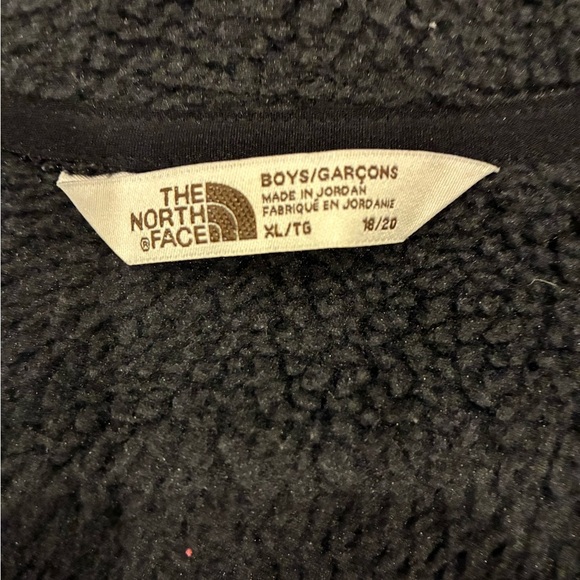 THE
NORTH
®FACE
BOYS/GARÇONS
MADE IN JORDAN
FABRIQUÉ EN JORDANIE
XL/TG 18/20